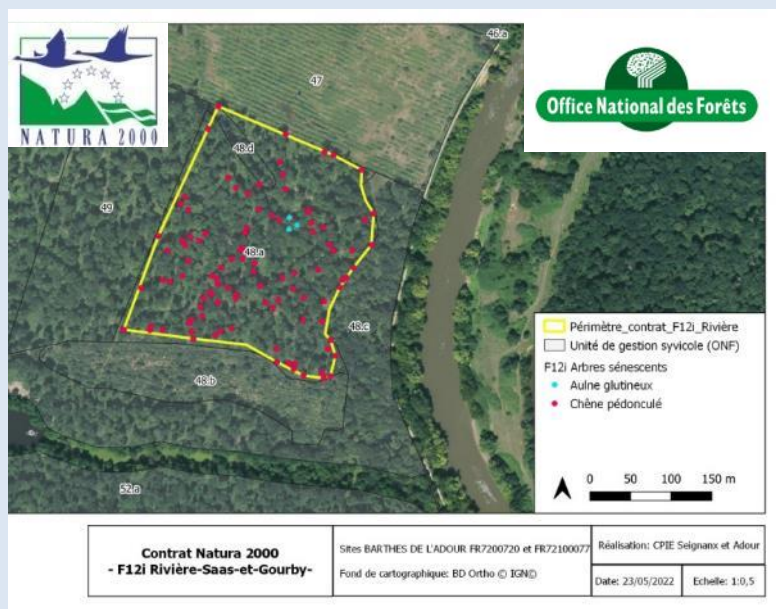 NATURA 2000
Office National des Forêts
46.a
47
48.d
49
48.a
48.c
48.b
52.a
Périmètre_contrat_F12i_Rivière
Unité de gestion syvicole (ONF)
F12i Arbres sénescents
Aulne glutineux
Chêne pédonculé
0 50 100 150 m
Contrat Natura 2000
- F12i Rivière-Saas-et-Gourby-
Sites BARTHES DE L'ADOUR FR7200720 et FR72100077
Fond de cartographique: BD Ortho © IGN©
Réalisation: CPIE Seignanx et Adour
Date: 23/05/2022
Echelle: 1:0,5